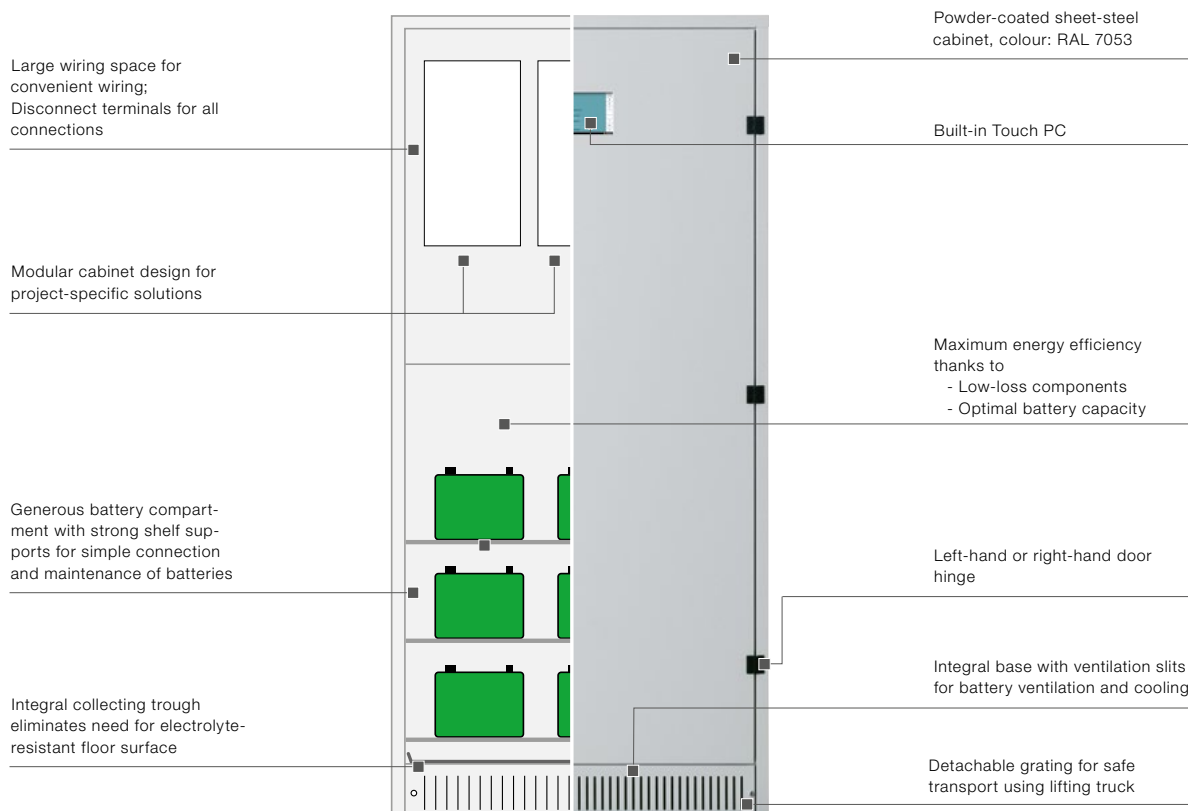 Large wiring space for
convenient wiring;
Disconnect terminals for all
connections
Modular cabinet design for
project-specific solutions
Generous battery compart-
ment with strong shelf sup-
ports for simple connection
and maintenance of batteries
Integral collecting trough
eliminates need for electrolyte-
resistant floor surface
Powder-coated sheet-steel
cabinet, colour: RAL 7053
Built-in Touch PC
Maximum energy efficiency
thanks to
- Low-loss components
- Optimal battery capacity
Left-hand or right-hand door
hinge
Integral base with ventilation slits
for battery ventilation and cooling
Detachable grating for safe
transport using lifting truck